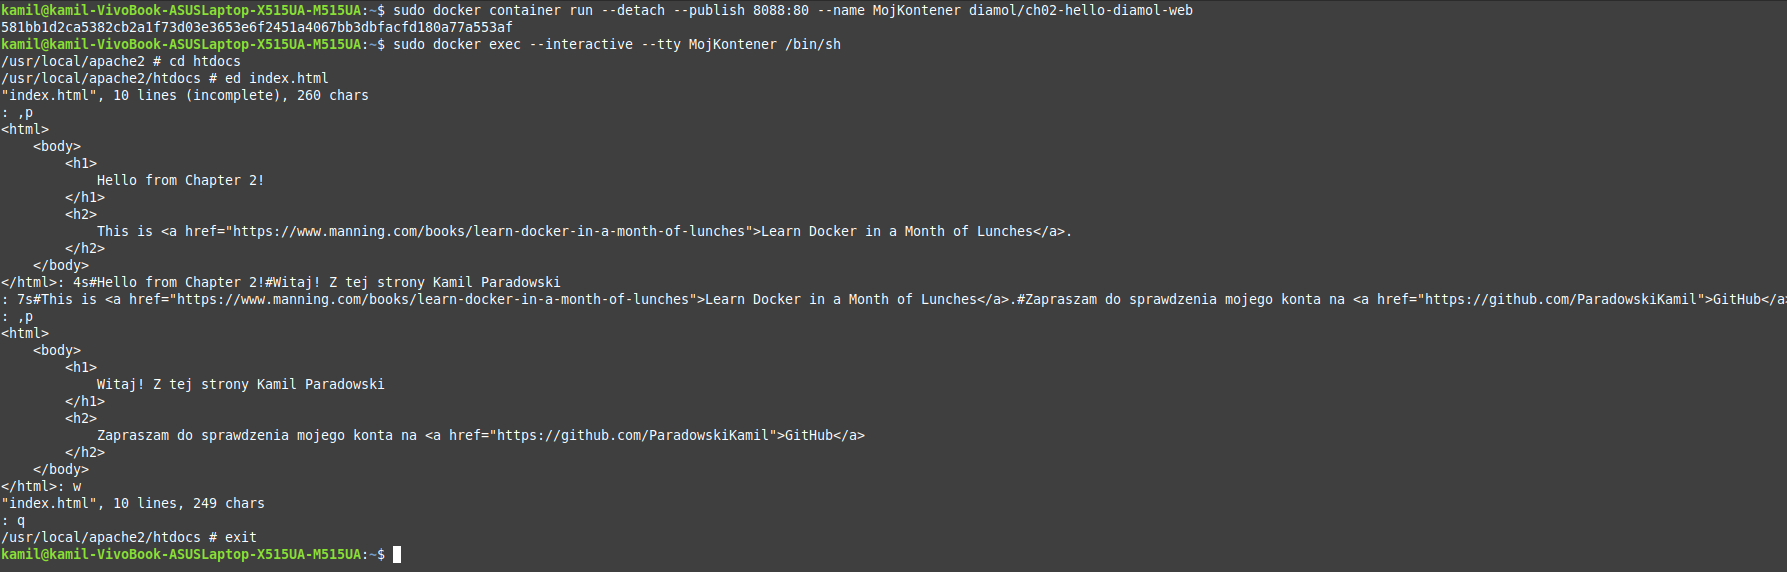 kamil@kamil-VivoBook-ASUSLaptop-X515UA-M515UA:~$ sudo docker container run --detach --publish 8088:80 --name MojKontener diamol/ch02-hello-diamol-web
581bb1d2ca5382cb2a1f73d03e3653e6f2451a4067bb3dbfacfd180a77a553af
kamil@kamil-VivoBook-ASUSLaptop-X515UA-M515UA:~$ sudo docker exec --interactive --tty MojKontener /bin/sh
/usr/local/apache2 # cd htdocs
/usr/local/apache2/htdocs # ed index.html
"index.html", 10 lines (incomplete), 260 chars
: ,p
<html>
    <body>
        <h1>
            Hello from Chapter 2!
        </h1>
        <h2>
            This is <a href="https://www.manning.com/books/learn-docker-in-a-month-of-lunches">Learn Docker in a Month of Lunches</a>.
        </h2>
    </body>
</html>: 4s#Hello from Chapter 2!#Witaj! Z tej strony Kamil Paradowski
: 7s#This is <a href="https://www.manning.com/books/learn-docker-in-a-month-of-lunches">Learn Docker in a Month of Lunches</a>.#Zapraszam do sprawdzenia mojego konta na <a href="https://github.com/ParadowskiKamil">GitHub</a>
: ,p
<html>
    <body>
        <h1>
            Witaj! Z tej strony Kamil Paradowski
        </h1>
        <h2>
            Zapraszam do sprawdzenia mojego konta na <a href="https://github.com/ParadowskiKamil">GitHub</a>
        </h2>
    </body>
</html>: w
"index.html", 10 lines, 249 chars
: q
/usr/local/apache2/htdocs # exit
kamil@kamil-VivoBook-ASUSLaptop-X515UA-M515UA:~$